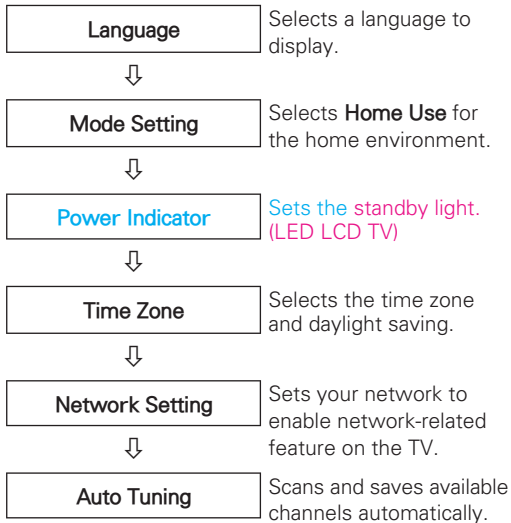 Language
Selects a language to
display.
Mode Setting
Selects Home Use for
the home environment.
Power Indicator
Sets the standby light.
(LED LCD TV)
Time Zone
Selects the time zone
and daylight saving.
Network Setting
Sets your network to
enable network-related
feature on the TV.
Auto Tuning
Scans and saves available
channels automatically.